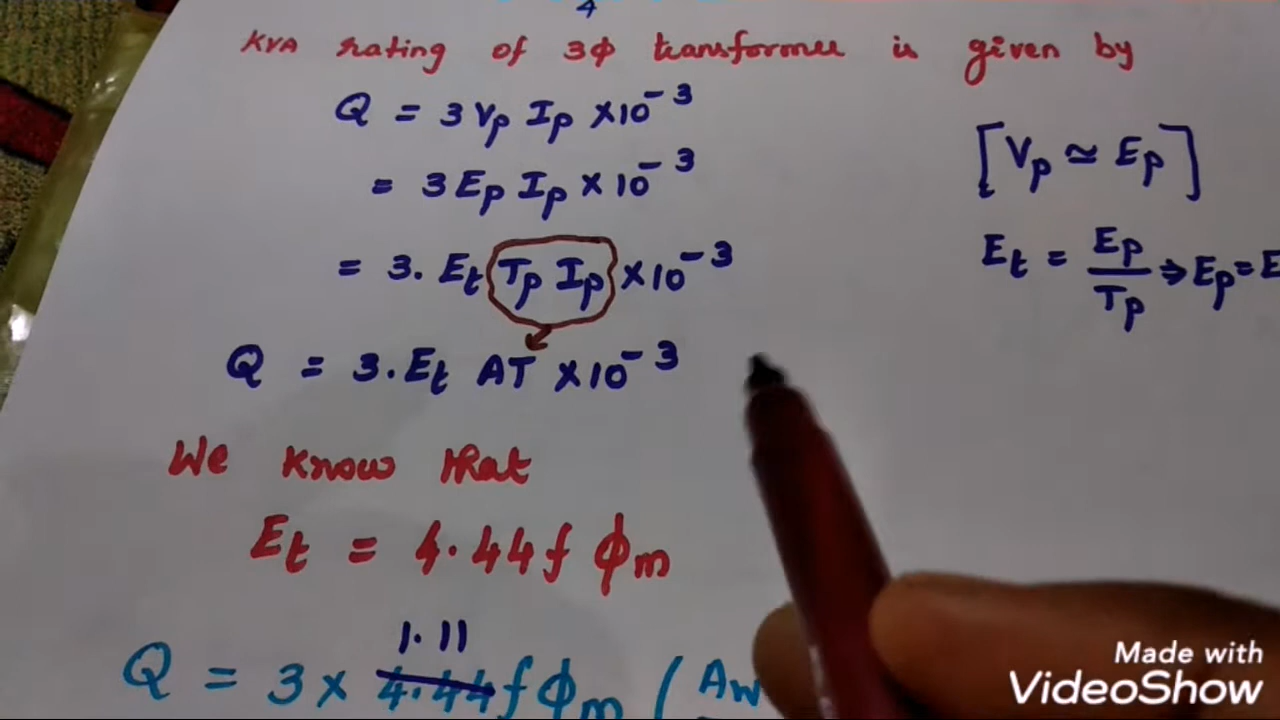 4
KVA rating of 3Φ transformer is given by
Q = 3 Vp Ip ×10⁻³
[Vp ≃ Ep]
= 3 Ep Ip × 10⁻³
= 3. Et Tp Ip ×10⁻³
Et = Ep/Tp ⇒ Ep = E
Q = 3. Et AT ×10⁻³
We know that
Et = 4.44 f Φm
1.11
Q = 3 × 4.44 f Φm ( Aw
Made with
VideoShow